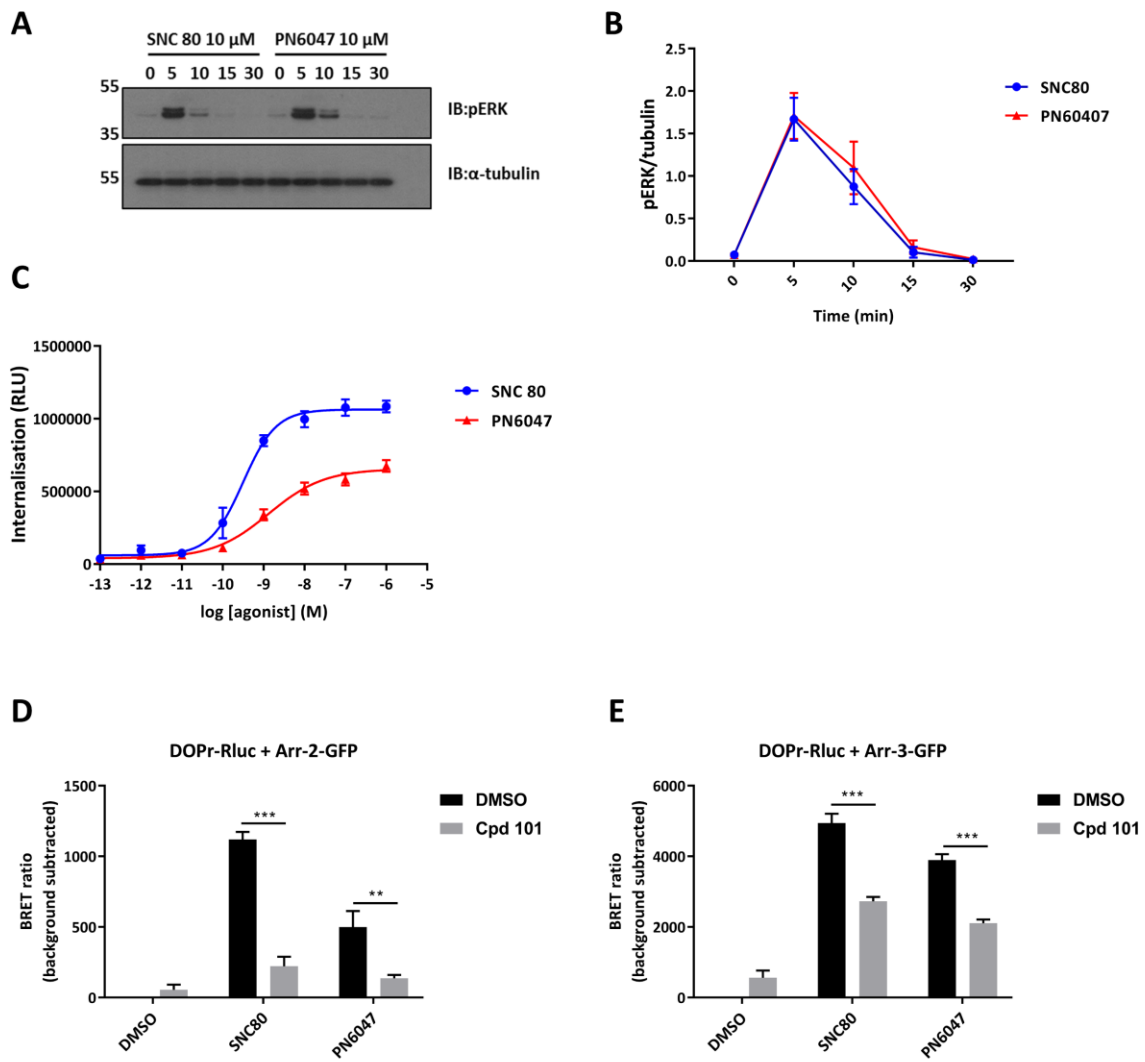 A
SNC 80 10 µM PN6047 10 µM
0 5 10 15 30 0 5 10 15 30
55
35
IB:pERK
55
IB:α-tubulin
B
2.5
2.0
1.5
1.0
0.5
0.0
pERK/tubulin
0 5 10 15 30
Time (min)
SNC80
PN60407
C
1500000
1000000
500000
0
Internalisation (RLU)
-13 -12 -11 -10 -9 -8 -7 -6 -5
log [agonist] (M)
SNC 80
PN6047
D
DOPr-Rluc + Arr-2-GFP
1500
1000
500
0
BRET ratio
(background subtracted)
***
**
DMSO SNC80 PN6047
DMSO
Cpd 101
E
DOPr-Rluc + Arr-3-GFP
6000
4000
2000
0
BRET ratio
(background subtracted)
***
***
DMSO SNC80 PN6047
DMSO
Cpd 101